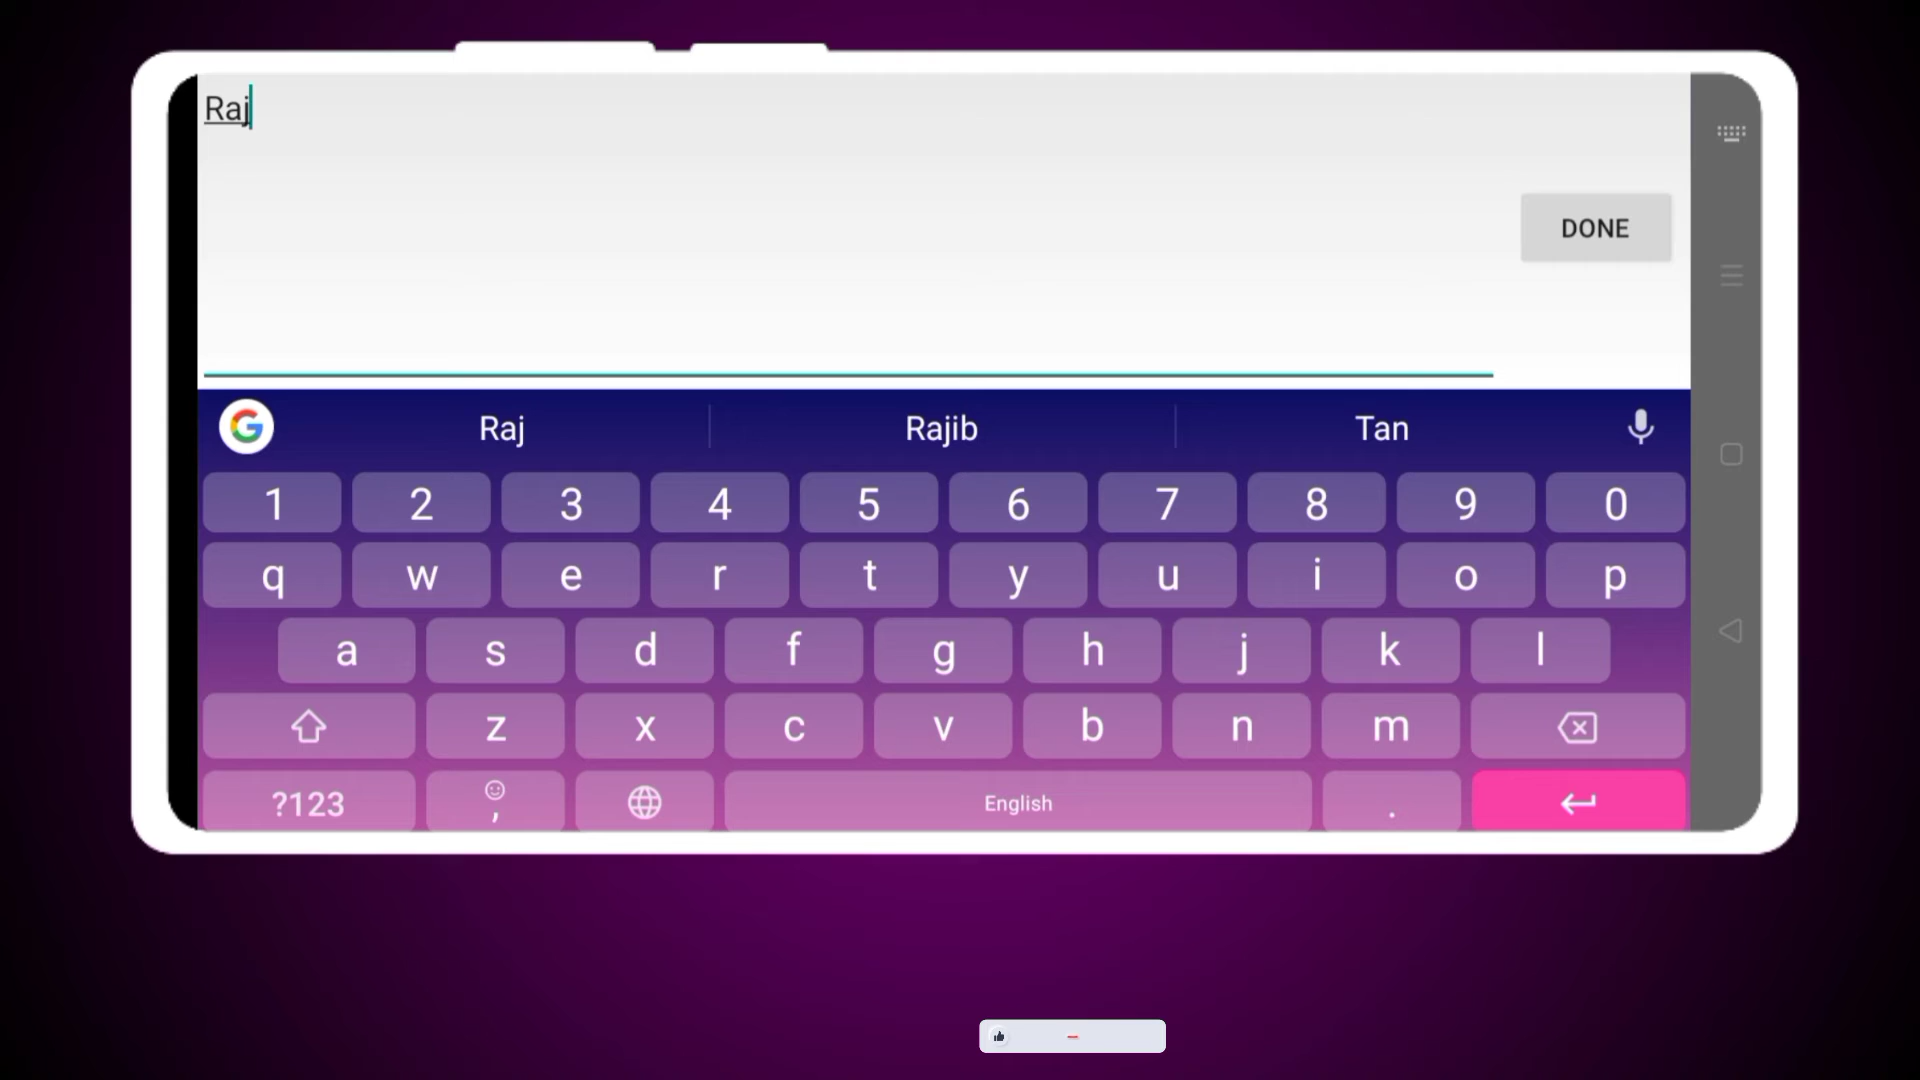 Raj
DONE
Raj Rajib Tan
1 2 3 4 5 6 7 8 9 0
q w e r t y u i o p
a s d f g h j k l
z x c v b n m
?123 , English .